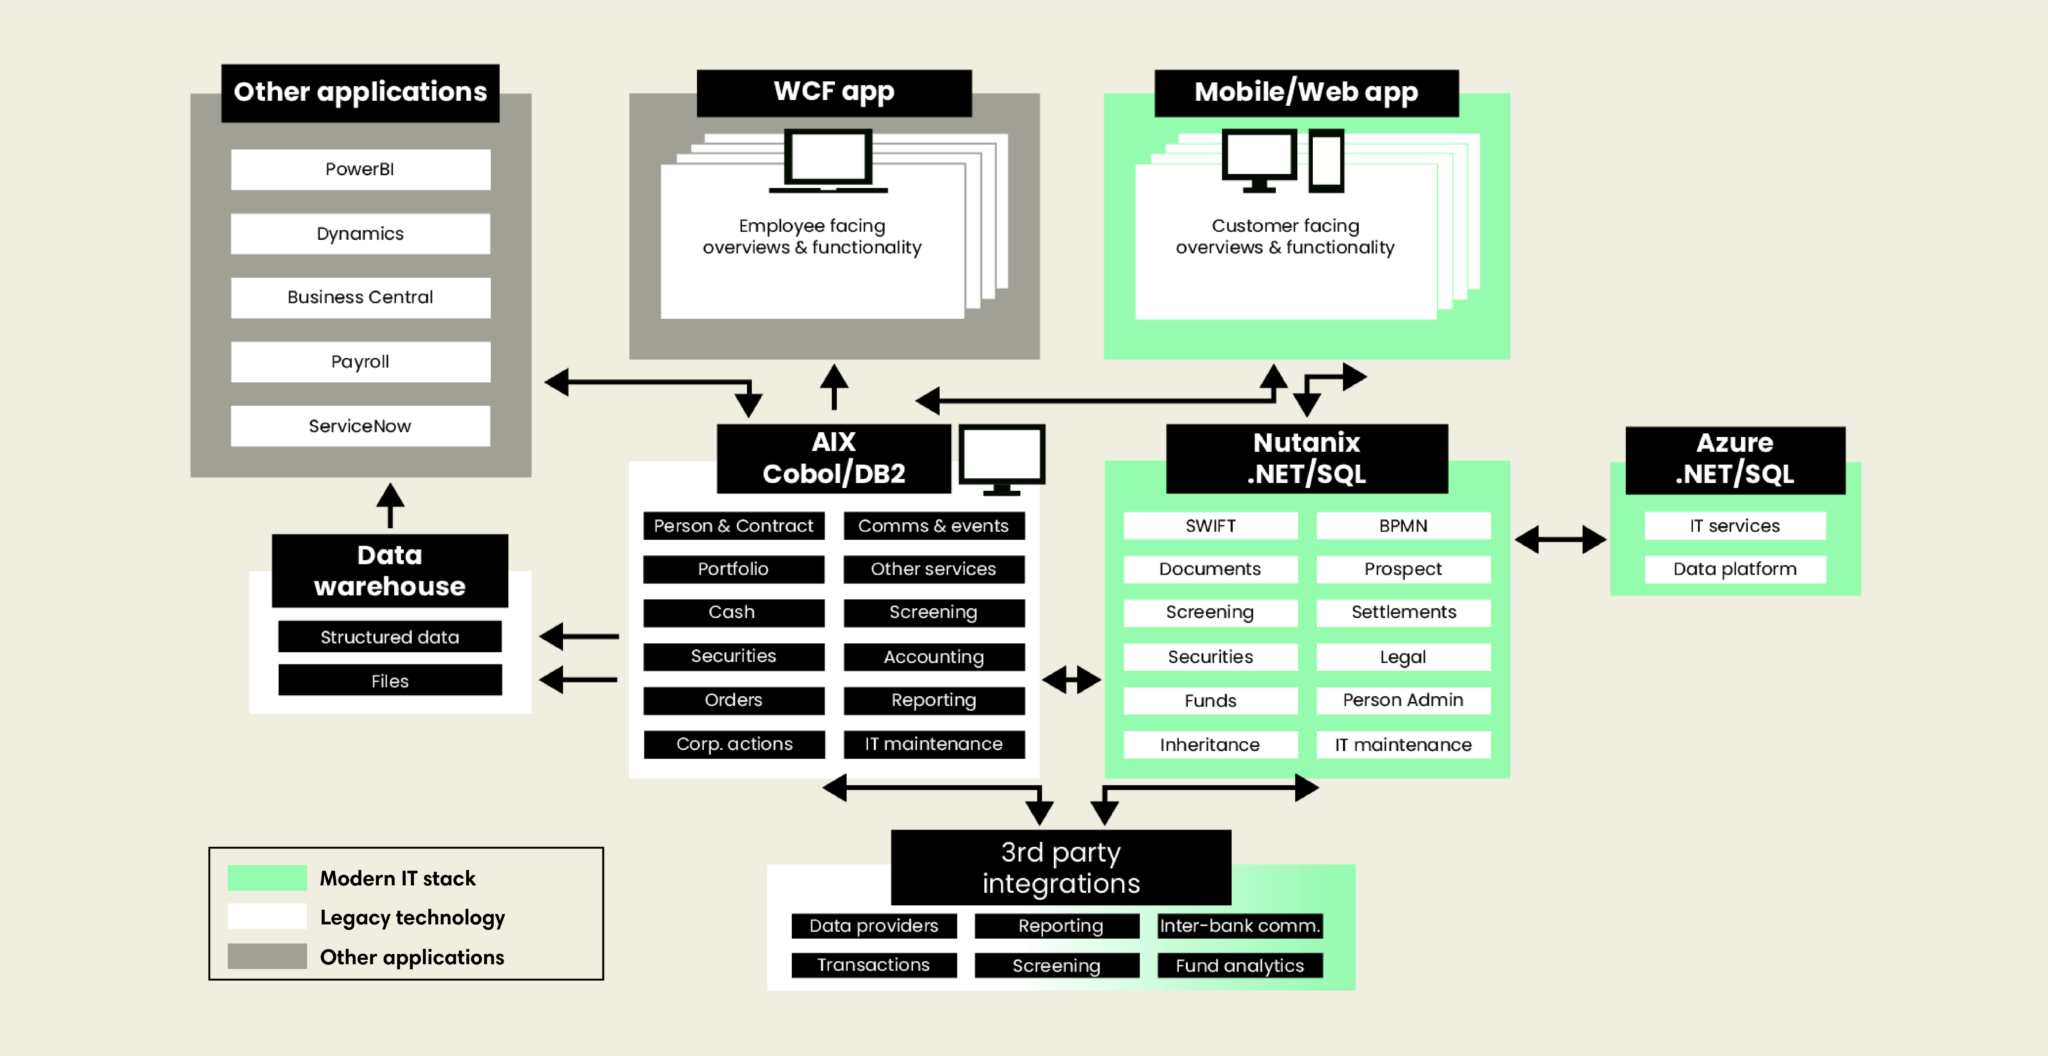 Other applications
PowerBI
Dynamics
Business Central
Payroll
ServiceNow
WCF app
Employee facing
overviews & functionality
Mobile/Web app
Customer facing
overviews & functionality
Data
warehouse
Structured data
Files
AIX
Cobol/DB2
Person & Contract
Comms & events
Portfolio
Other services
Cash
Screening
Securities
Accounting
Orders
Reporting
Corp. actions
IT maintenance
Nutanix
.NET/SQL
SWIFT
BPMN
Documents
Prospect
Screening
Settlements
Securities
Legal
Funds
Person Admin
Inheritance
IT maintenance
Azure
.NET/SQL
IT services
Data platform
3rd party
integrations
Data providers
Reporting
Inter-bank comm.
Transactions
Screening
Fund analytics
Modern IT stack
Legacy technology
Other applications